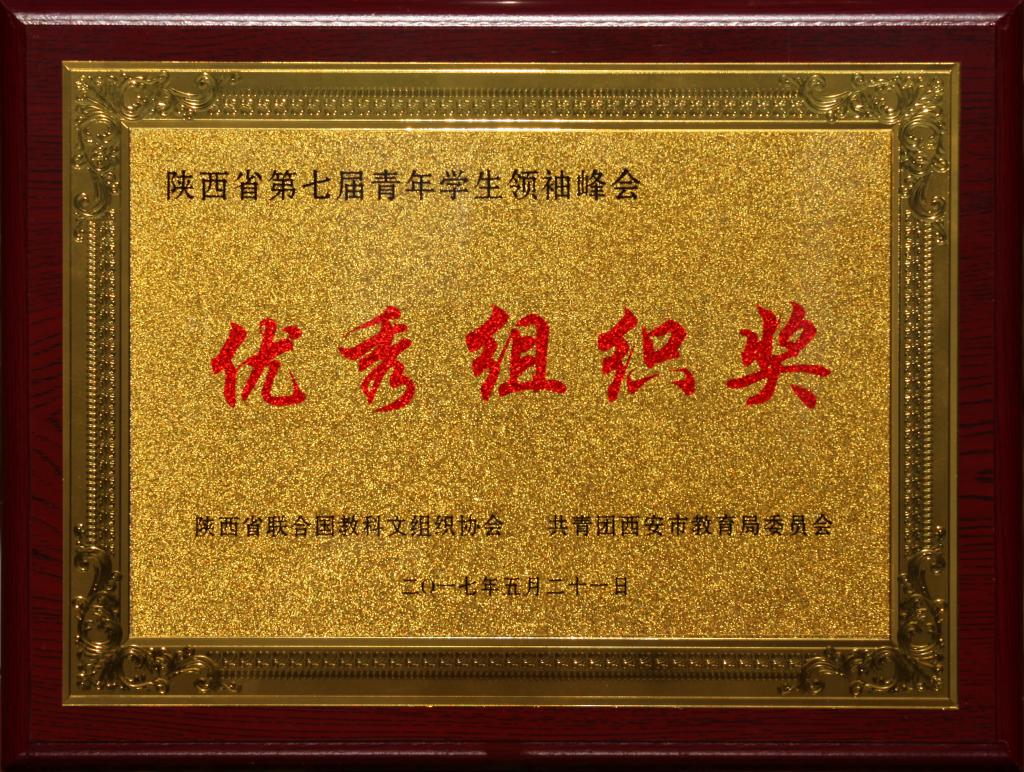 陕西省第七届青年学生领袖峰会
优秀组织奖
陕西省联合国教科文组织协会 共青团西安市教育局委员会
二〇一七年五月二十一日